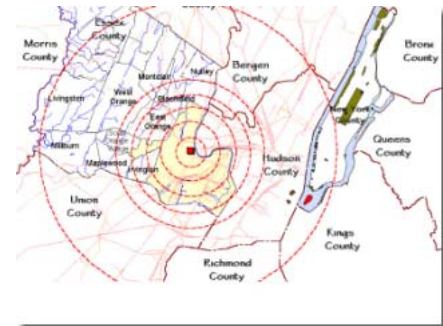 Essex
County
Morris
County
Bergen
County
Bronx
County
Nutley
Montclair
West
Orange
Bloomfield
Livingston
East
Orange
New York
County
Queens
County
Millburn
Maplewood
Irvington
Hudson
County
Union
County
Kings
County
Richmond
County